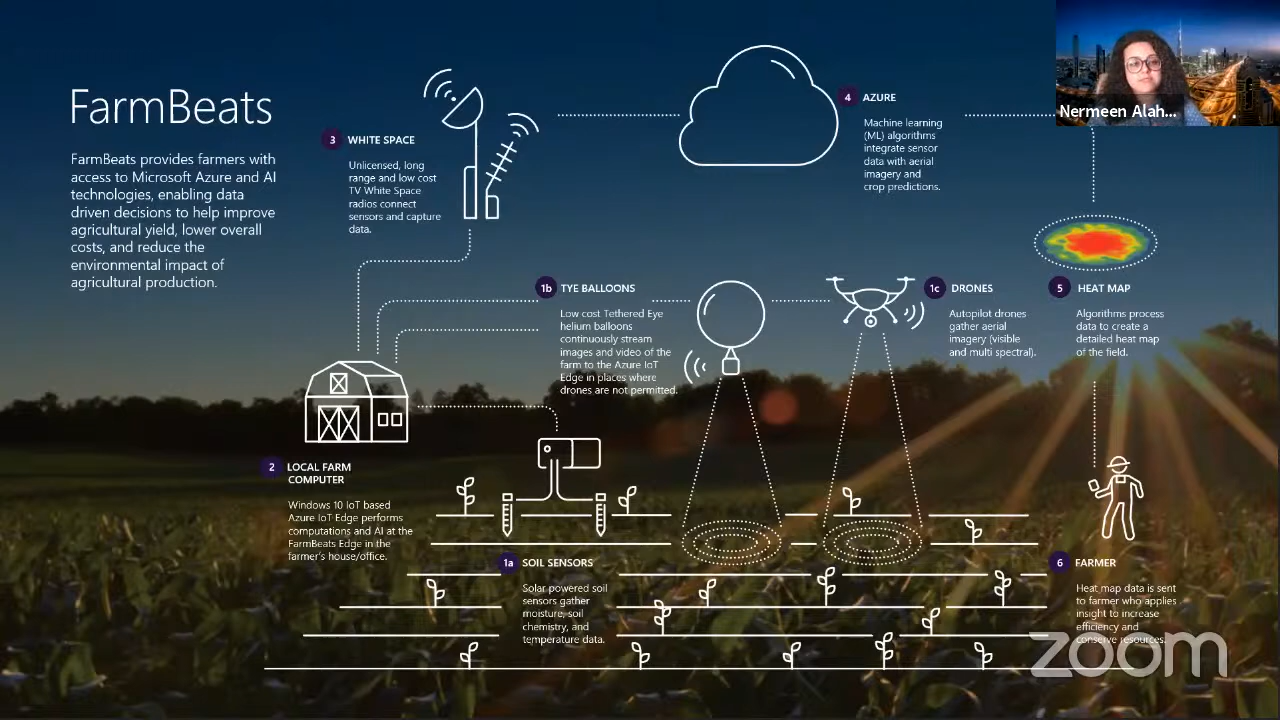 FarmBeats
FarmBeats provides farmers with
access to Microsoft Azure and AI
technologies, enabling data
driven decisions to help improve
agricultural yield, lower overall
costs, and reduce the
environmental impact of
agricultural production.
3 WHITE SPACE
Unlicensed, long
range and low cost
TV White Space
radios connect
sensors and capture
data.
4 AZURE
Machine learning
(ML) algorithms
integrate sensor
data with aerial
imagery and
crop predictions.
Nermeen Alah...
1b TYE BALLOONS
Low cost Tethered Eye
helium balloons
continuously stream
images and video of the
farm to the Azure IoT
Edge in places where
drones are not permitted.
1c DRONES
Autopilot drones
gather aerial
imagery (visible
and multi spectral).
5 HEAT MAP
Algorithms process
data to create a
detailed heat map
of the field.
2 LOCAL FARM
COMPUTER
Windows 10 IoT based
Azure IoT Edge performs
computations and AI at the
FarmBeats Edge in the
farmer's house/office.
1a SOIL SENSORS
Solar powered soil
sensors gather
moisture, soil
chemistry, and
temperature data.
6 FARMER
Heat map data is sent
to farmer who applies
insight to increase
efficiency and
conserve resources.
zoom